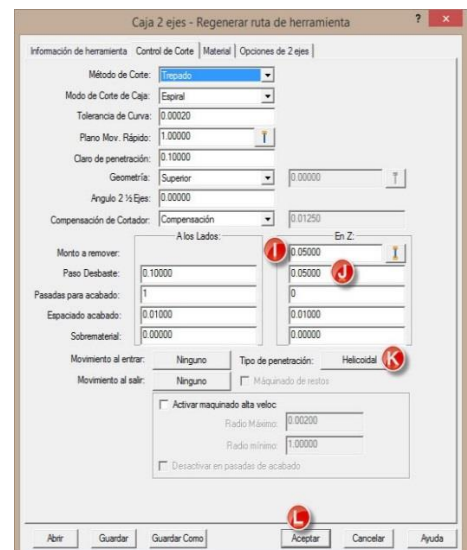 Caja 2 ejes - Regenerar ruta de herramienta ? ×
Información de herramienta Control de Corte Material Opciones de 2 ejes
Método de Corte: Trepado
Modo de Corte de Caja: Espiral
Tolerancia de Curva: 0.00020
Plano Mov. Rápido: 1.00000
Claro de penetración: 0.10000
Geometría: Superior 0.00000
Angulo 2 ½ Ejes: 0.00000
Compensación de Cortador: Compensación 0.01250
A los Lados: En Z:
Monto a remover: I 0.05000
Paso Desbaste: 0.10000 0.05000 J
Pasadas para acabado: 1 0
Espaciado acabado: 0.01000 0.01000
Sobrematerial: 0.00000 0.00000
Movimiento al entrar: Ninguno Tipo de penetración: Helicoidal K
Movimiento al salir: Ninguno Máquinado de restos
Activar maquinado alta veloc
Radio Máximo: 0.00200
Radio mínimo: 1.00000
Desactivar en pasadas de acabado
L
Abrir Guardar Guardar Como Aceptar Cancelar Ayuda